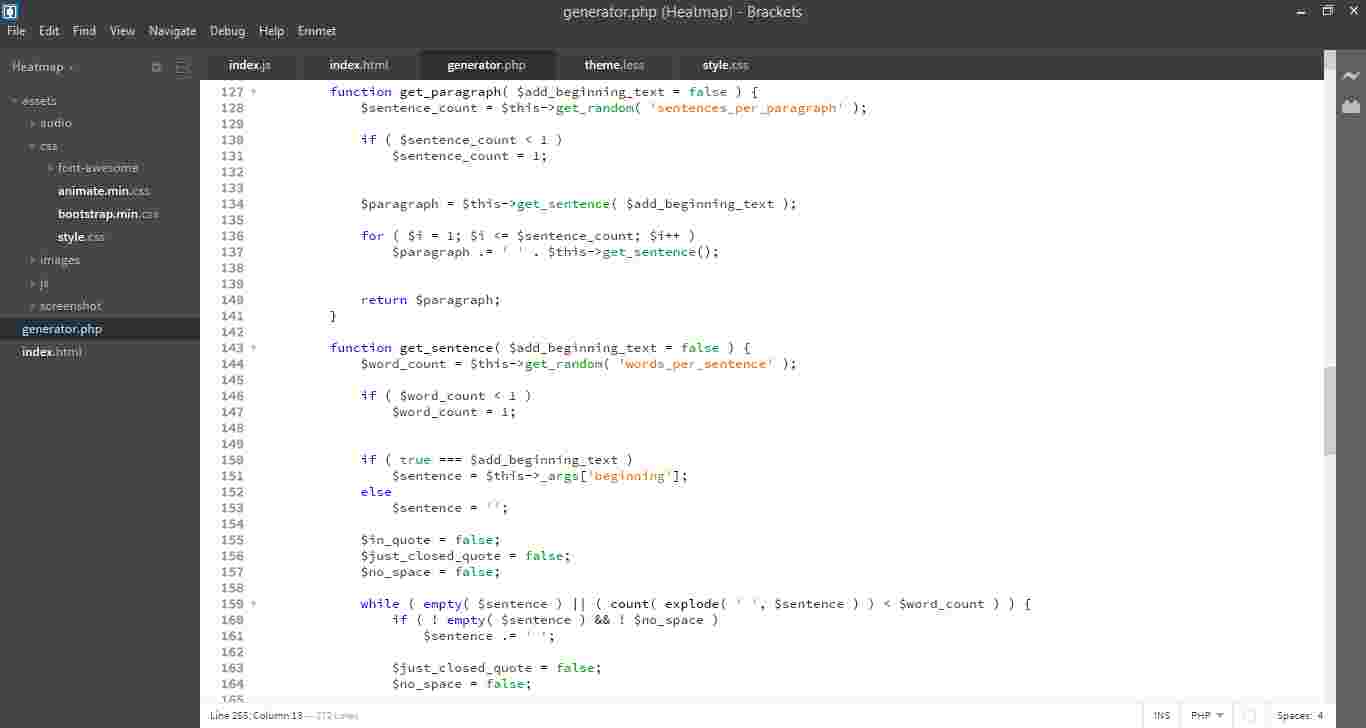 generator.php (Heatmap) - Brackets
File Edit Find View Navigate Debug Help Emmet
Heatmap
index.js index.html generator.php theme.less style.css
assets
audio
css
font-awesome
animate.min.css
bootstrap.min.css
style.css
images
js
screenshot
generator.php
index.html
127 function get_paragraph( $add_beginning_text = false ) {
128 $sentence_count = $this->get_random( 'sentences_per_paragraph' );
129
130 if ( $sentence_count < 1 )
131 $sentence_count = 1;
132
133
134 $paragraph = $this->get_sentence( $add_beginning_text );
135
136 for ( $i = 1; $i <= $sentence_count; $i++ )
137 $paragraph .= ' ' . $this->get_sentence();
138
139
140 return $paragraph;
141 }
142
143 function get_sentence( $add_beginning_text = false ) {
144 $word_count = $this->get_random( 'words_per_sentence' );
145
146 if ( $word_count < 1 )
147 $word_count = 1;
148
149
150 if ( true === $add_beginning_text )
151 $sentence = $this->_args['beginning'];
152 else
153 $sentence = '';
154
155 $in_quote = false;
156 $just_closed_quote = false;
157 $no_space = false;
158
159 while ( empty( $sentence ) || ( count( explode( ' ', $sentence ) ) < $word_count ) ) {
160 if ( ! empty( $sentence ) && ! $no_space )
161 $sentence .= ' ';
162
163 $just_closed_quote = false;
164 $no_space = false;
165
Line 255, Column 13 — 272 Lines
INS PHP Spaces: 4